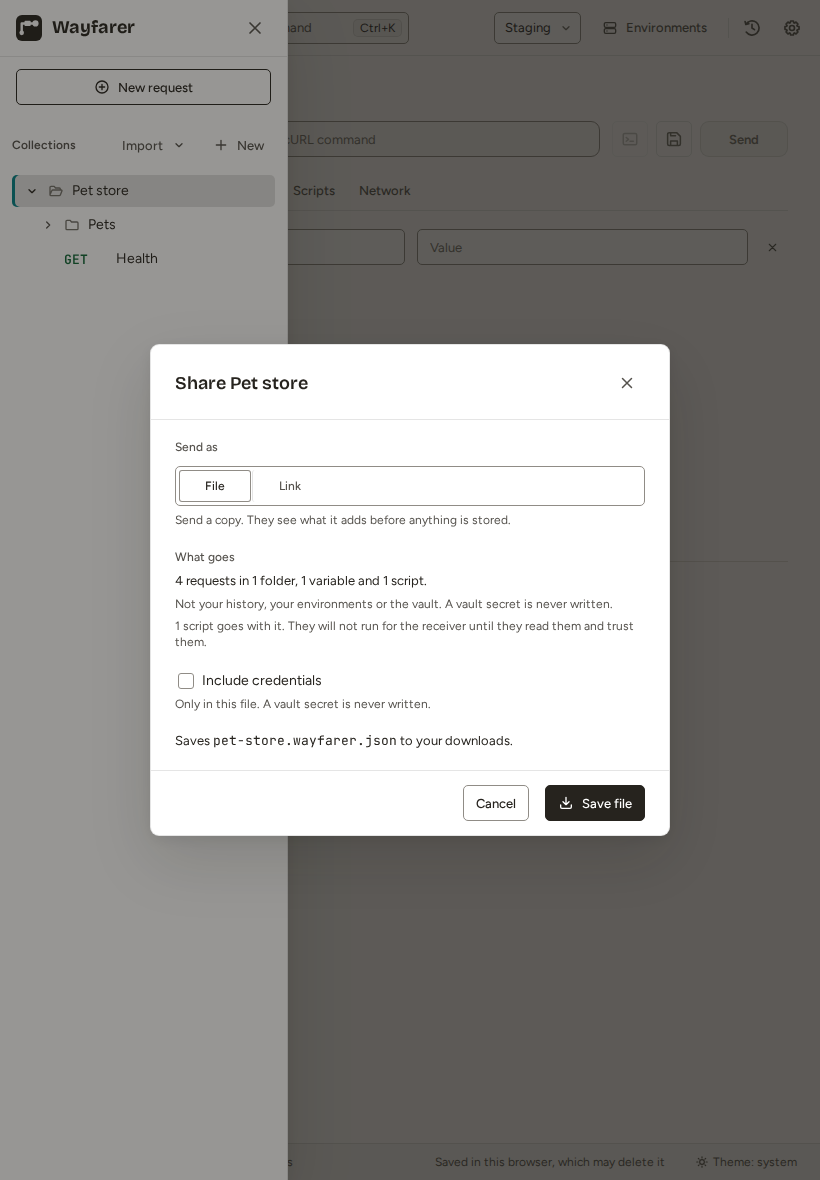 Wayfarer
mand
Ctrl+K
Staging
Environments
New request
Collections
Import
New
cURL command
Send
Pet store
Scripts
Network
Pets
Value
GET
Health
Share Pet store
Send as
File
Link
Send a copy. They see what it adds before anything is stored.
What goes
4 requests in 1 folder, 1 variable and 1 script.
Not your history, your environments or the vault. A vault secret is never written.
1 script goes with it. They will not run for the receiver until they read them and trust
them.
Include credentials
Only in this file. A vault secret is never written.
Saves pet-store.wayfarer.json to your downloads.
Cancel
Save file
s
Saved in this browser, which may delete it
Theme: system